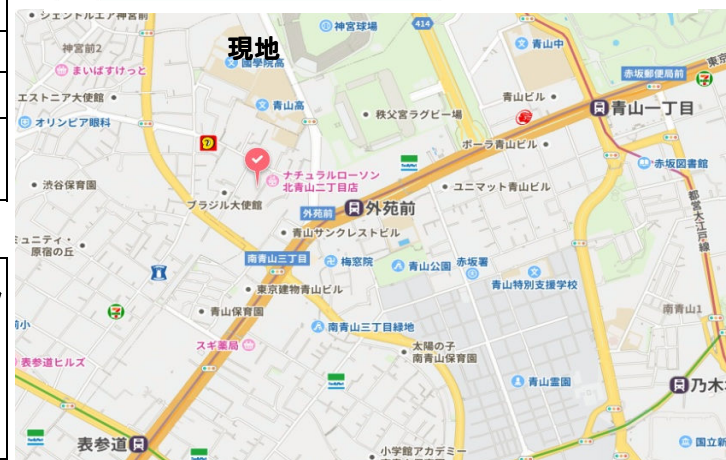 シェントルエア神宮前
神宮球場
414
青山中
神宮前2
現地
國學院高
まいばすけっと
赤坂郵便局前
エストニア大使館
青山高
青山ビル
青山一丁目
オリンピア眼科
秩父宮ラグビー場
ポーラ青山ビル
赤坂図書館
渋谷保育園
ナチュラルローソン
北青山二丁目店
ユニマット青山ビル
ブラジル大使館
外苑前
外苑前
都営大江戸線
青山サンクレストビル
原宿の丘
南青山三丁目
梅窓院
青山公園
赤坂署
青山特別支援学校
東京建物青山ビル
青山保育園
南青山1
南青山三丁目緑地
スギ薬局
太陽の子
南青山保育園
表参道ヒルズ
青山霊園
表参道
小学館アカデミー